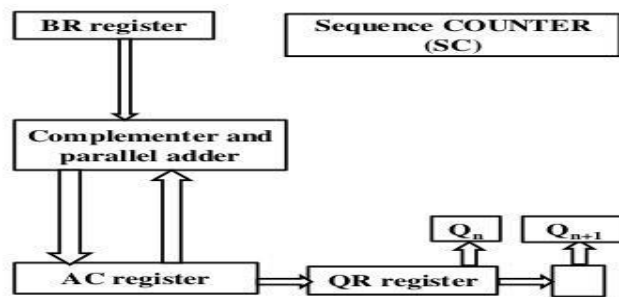 BR register
Sequence COUNTER
(SC)
Complementer and
parallel adder
Qₙ
Qₙ₊₁
AC register
QR register